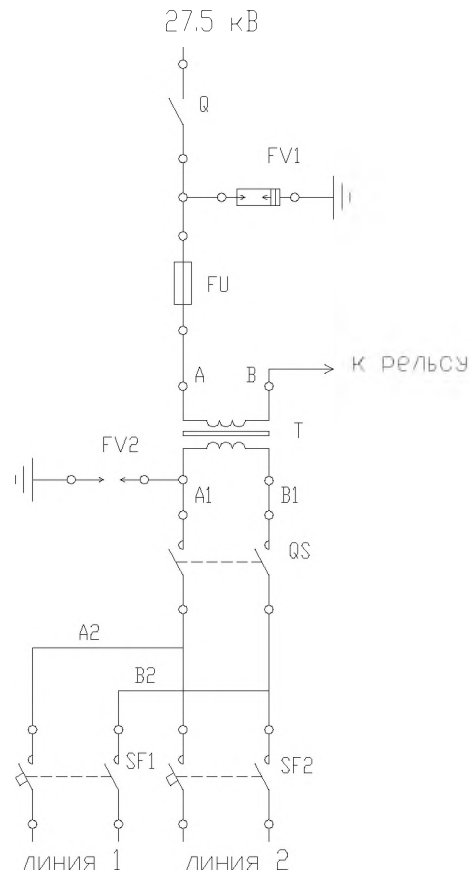 27.5 кВ
Q
FV1
FU
A
B
к рельсу
T
FV2
A1
B1
QS
A2
B2
SF1
SF2
линия 1
линия 2